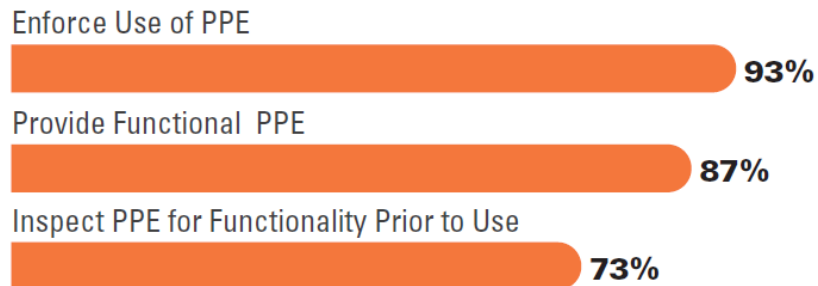 Enforce Use of PPE
93%
Provide Functional PPE
87%
Inspect PPE for Functionality Prior to Use
73%